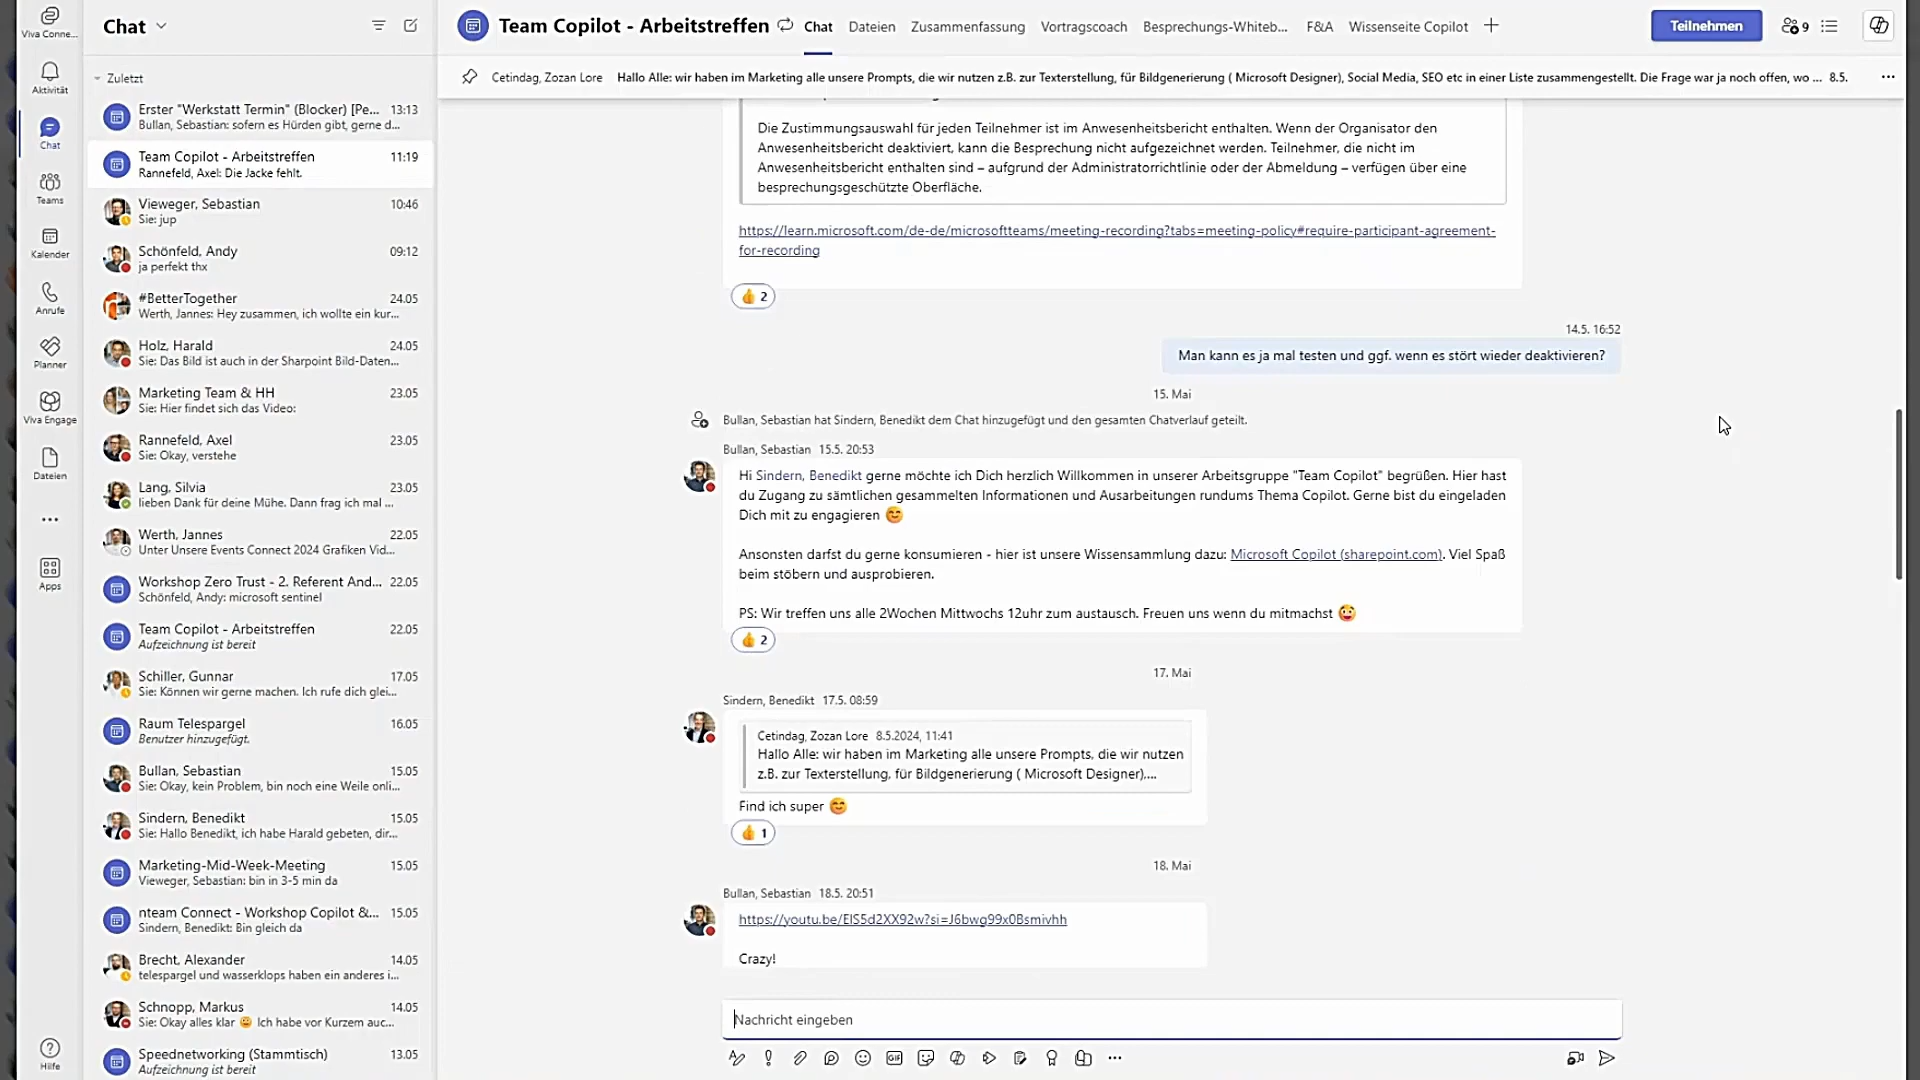 Viva Conne...
Aktivität
Chat
Teams
Kalender
Anrufe
Planner
Viva Engage
Dateien
Apps
Hilfe
Chat
Zuletzt
Erster "Werkstatt Termin" (Blocker) [Pe... 13:13
Bullan, Sebastian: sofern es Hürden gibt, gerne d...
Team Copilot - Arbeitstreffen 11:19
Rannefeld, Axel: Die Jacke fehlt.
Vieweger, Sebastian 10:46
Sie: jup
Schönfeld, Andy 09:12
ja perfekt thx
#BetterTogether 24.05
Werth, Jannes: Hey zusammen, ich wollte ein kur...
Holz, Harald 24.05
Sie: Das Bild ist auch in der Sharpoint Bild-Daten...
Marketing Team & HH 23.05
Sie: Hier findet sich das Video:
Rannefeld, Axel 23.05
Sie: Okay, verstehe
Lang, Silvia 23.05
lieben Dank für deine Mühe. Dann frag ich mal ...
Werth, Jannes 22.05
Unter Unsere Events Connect 2024 Grafiken Vid...
Workshop Zero Trust - 2. Referent And... 22.05
Schönfeld, Andy: microsoft sentinel
Team Copilot - Arbeitstreffen 22.05
Aufzeichnung ist bereit
Schiller, Gunnar 17.05
Sie: Können wir gerne machen. Ich rufe dich glei...
Raum Telespargel 16.05
Benutzer hinzugefügt.
Bullan, Sebastian 15.05
Sie: Okay, kein Problem, bin noch eine Weile onli...
Sindern, Benedikt 15.05
Sie: Hallo Benedikt, ich habe Harald gebeten, dir...
Marketing-Mid-Week-Meeting 15.05
Vieweger, Sebastian: bin in 3-5 min da
nteam Connect - Workshop Copilot &... 15.05
Sindern, Benedikt: Bin gleich da
Brecht, Alexander 14.05
telespargel und wasserklops haben ein anderes i...
Schnopp, Markus 14.05
Sie: Okay alles klar 😀 Ich habe vor Kurzem auc...
Speednetworking (Stammtisch) 13.05
Aufzeichnung ist bereit
Team Copilot - Arbeitstreffen Chat Dateien Zusammenfassung Vortragscoach Besprechungs-Whiteb... F&A Wissenseite Copilot Teilnehmen 9
Cetindag, Zozan Lore Hallo Alle: wir haben im Marketing alle unsere Prompts, die wir nutzen z.B. zur Texterstellung, für Bildgenerierung ( Microsoft Designer), Social Media, SEO etc in einer Liste zusammengestellt. Die Frage war ja noch offen, wo ... 8.5.
Die Zustimmungsauswahl für jeden Teilnehmer ist im Anwesenheitsbericht enthalten. Wenn der Organisator den
Anwesenheitsbericht deaktiviert, kann die Besprechung nicht aufgezeichnet werden. Teilnehmer, die nicht im
Anwesenheitsbericht enthalten sind – aufgrund der Administratorrichtlinie oder der Abmeldung – verfügen über eine
besprechungsgeschützte Oberfläche.
https://learn.microsoft.com/de-de/microsoftteams/meeting-recording?tabs=meeting-policy#require-participant-agreement-
for-recording
👍 2
14.5. 16:52
Man kann es ja mal testen und ggf. wenn es stört wieder deaktivieren?
15. Mai
Bullan, Sebastian hat Sindern, Benedikt dem Chat hinzugefügt und den gesamten Chatverlauf geteilt.
Bullan, Sebastian 15.5. 20:53
Hi Sindern, Benedikt gerne möchte ich Dich herzlich Willkommen in unserer Arbeitsgruppe "Team Copilot" begrüßen. Hier hast
du Zugang zu sämtlichen gesammelten Informationen und Ausarbeitungen rundums Thema Copilot. Gerne bist du eingeladen
Dich mit zu engagieren 😊
Ansonsten darfst du gerne konsumieren - hier ist unsere Wissensammlung dazu: Microsoft Copilot (sharepoint.com). Viel Spaß
beim stöbern und ausprobieren.
PS: Wir treffen uns alle 2Wochen Mittwochs 12uhr zum austausch. Freuen uns wenn du mitmachst
👍 2
17. Mai
Sindern, Benedikt 17.5. 08:59
Cetindag, Zozan Lore 8.5.2024, 11:41
Hallo Alle: wir haben im Marketing alle unsere Prompts, die wir nutzen
z.B. zur Texterstellung, für Bildgenerierung ( Microsoft Designer),...
Find ich super 😊
👍 1
18. Mai
Bullan, Sebastian 18.5. 20:51
https://youtu.be/EIS5d2XX92w?si=J6bwg99x0Bsmivhh
Crazy!
Nachricht eingeben
GIF